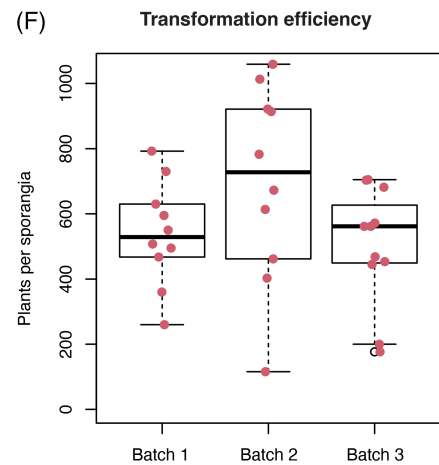 (F)
Transformation efficiency
Plants per sporangia
1000
800
600
400
200
0
Batch 1
Batch 2
Batch 3